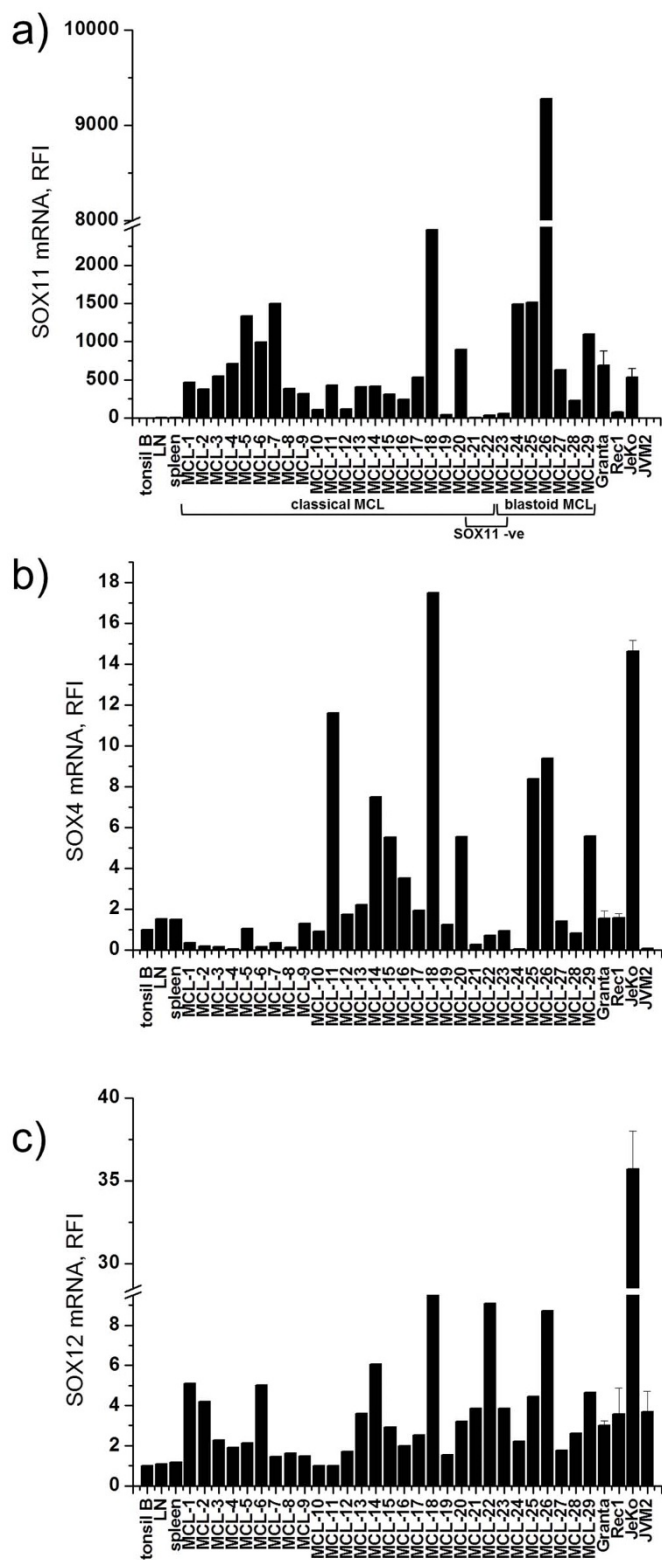 a)
SOX11 mRNA, RFI
10000
9000
8000
2500
2000
1500
1000
500
0
tonsil B
LN
spleen
MCL-1
MCL-2
MCL-3
MCL-4
MCL-5
MCL-6
MCL-7
MCL-8
MCL-9
MCL-10
MCL-11
MCL-12
MCL-13
MCL-14
MCL-15
MCL-16
MCL-17
MCL-18
MCL-19
MCL-20
MCL-21
MCL-22
MCL-23
MCL-24
MCL-25
MCL-26
MCL-27
MCL-28
MCL-29
Granta
Rec1
JeKo
JVM2
classical MCL
blastoid MCL
SOX11 -ve
b)
SOX4 mRNA, RFI
18
16
14
12
10
8
6
4
2
0
tonsil B
LN
spleen
MCL-1
MCL-2
MCL-3
MCL-4
MCL-5
MCL-6
MCL-7
MCL-8
MCL-9
MCL-10
MCL-11
MCL-12
MCL-13
MCL-14
MCL-15
MCL-16
MCL-17
MCL-18
MCL-19
MCL-20
MCL-21
MCL-22
MCL-23
MCL-24
MCL-25
MCL-26
MCL-27
MCL-28
MCL-29
Granta
Rec1
JeKo
JVM2
c)
SOX12 mRNA, RFI
40
35
30
8
6
4
2
0
tonsil B
LN
spleen
MCL-1
MCL-2
MCL-3
MCL-4
MCL-5
MCL-6
MCL-7
MCL-8
MCL-9
MCL-10
MCL-11
MCL-12
MCL-13
MCL-14
MCL-15
MCL-16
MCL-17
MCL-18
MCL-19
MCL-20
MCL-21
MCL-22
MCL-23
MCL-24
MCL-25
MCL-26
MCL-27
MCL-28
MCL-29
Granta
Rec1
JeKo
JVM2